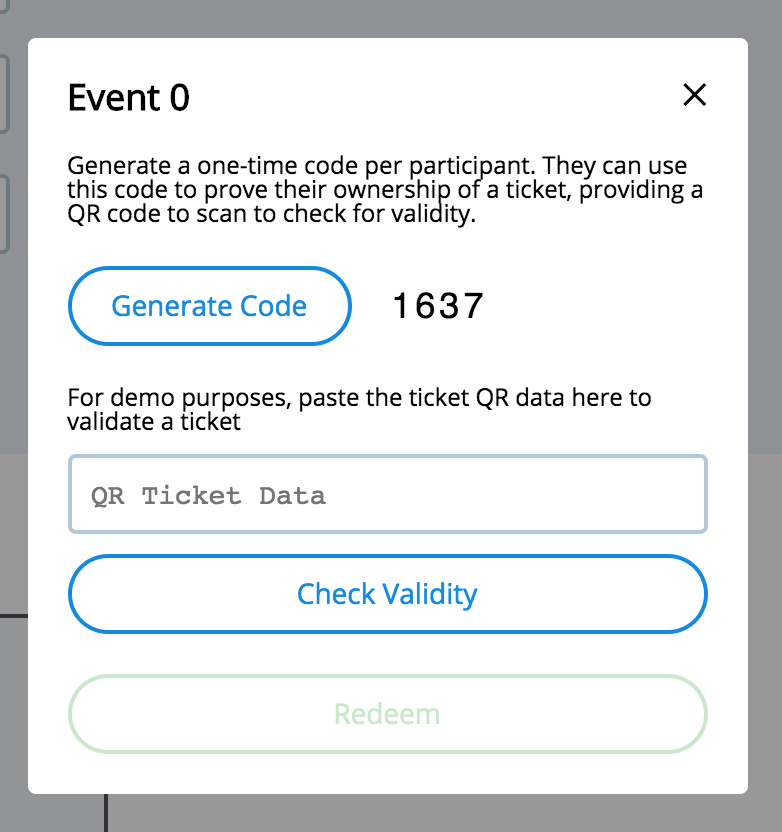 Event 0
Generate a one-time code per participant. They can use
this code to prove their ownership of a ticket, providing a
QR code to scan to check for validity.
Generate Code 1637
For demo purposes, paste the ticket QR data here to
validate a ticket
QR Ticket Data
Check Validity
Redeem